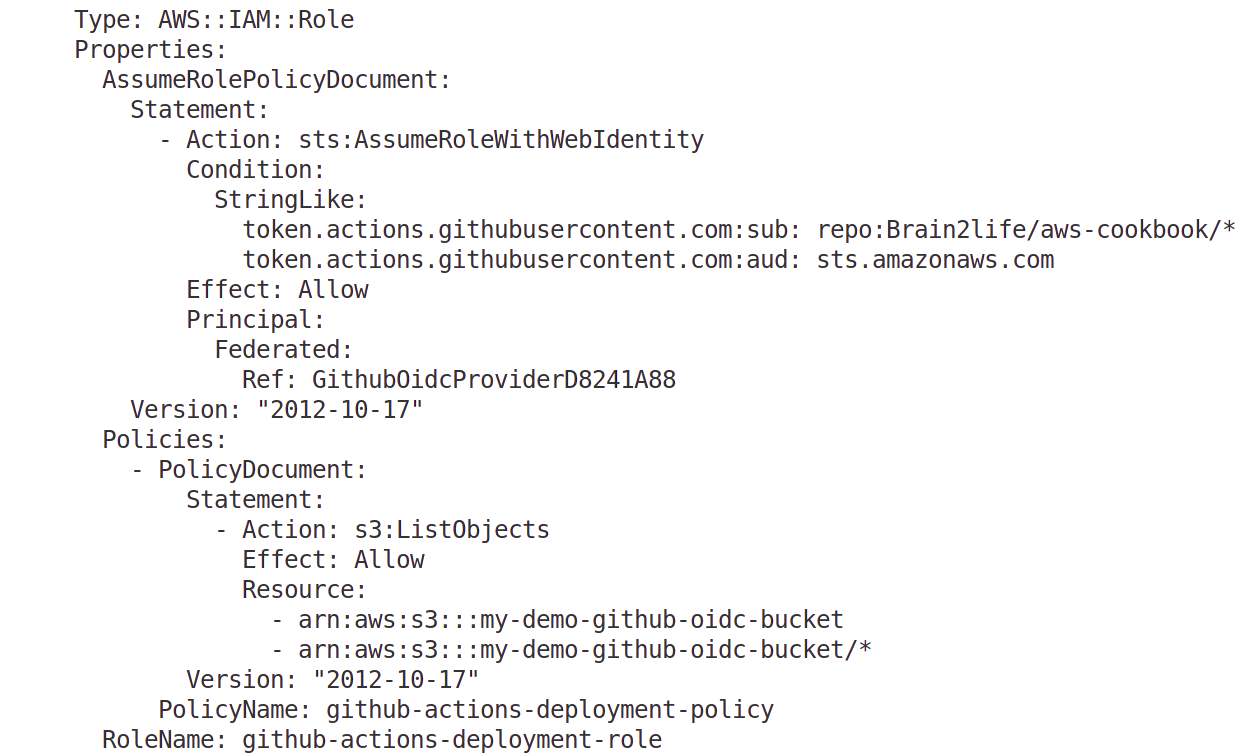 Type: AWS::IAM::Role
Properties:
AssumeRolePolicyDocument:
Statement:
- Action: sts:AssumeRoleWithWebIdentity
Condition:
StringLike:
token.actions.githubusercontent.com:sub: repo:Brain2life/aws-cookbook/*
token.actions.githubusercontent.com:aud: sts.amazonaws.com
Effect: Allow
Principal:
Federated:
Ref: GithubOidcProviderD8241A88
Version: "2012-10-17"
Policies:
- PolicyDocument:
Statement:
- Action: s3:ListObjects
Effect: Allow
Resource:
- arn:aws:s3:::my-demo-github-oidc-bucket
- arn:aws:s3:::my-demo-github-oidc-bucket/*
Version: "2012-10-17"
PolicyName: github-actions-deployment-policy
RoleName: github-actions-deployment-role